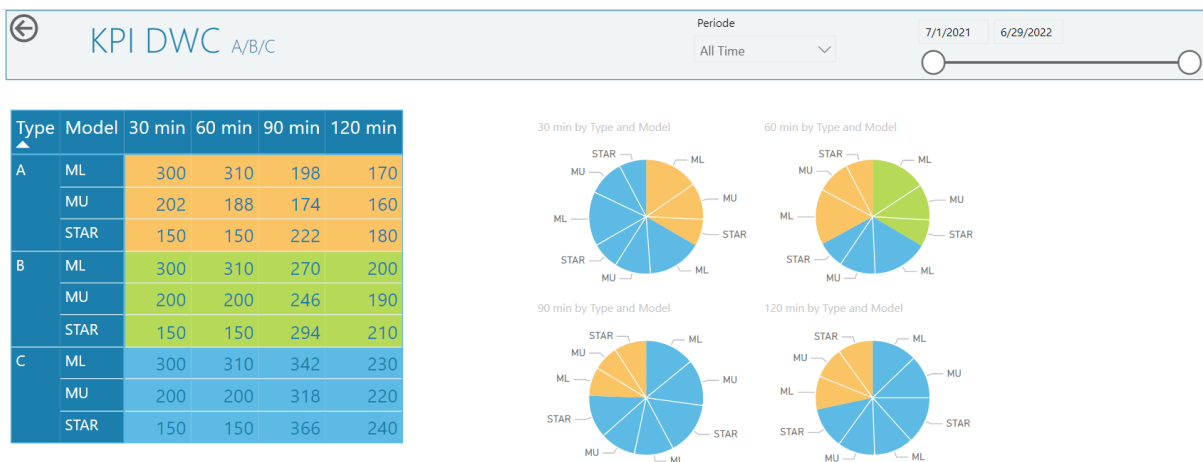 KPI DWC A/B/C
Periode
All Time
7/1/2021 6/29/2022
Type Model 30 min 60 min 90 min 120 min
A ML 300 310 198 170
MU 202 188 174 160
STAR 150 150 222 180
B ML 300 310 270 200
MU 200 200 246 190
STAR 150 150 294 210
C ML 300 310 342 230
MU 200 200 318 220
STAR 150 150 366 240
30 min by Type and Model
STAR ML
MU
MU
ML
STAR
STAR
ML
MU
60 min by Type and Model
STAR ML
MU
MU
ML
STAR
STAR
ML
MU
90 min by Type and Model
STAR ML
MU
ML MU
STAR
STAR
MU
ML
120 min by Type and Model
STAR ML
MU
MU
ML
STAR
STAR
MU ML